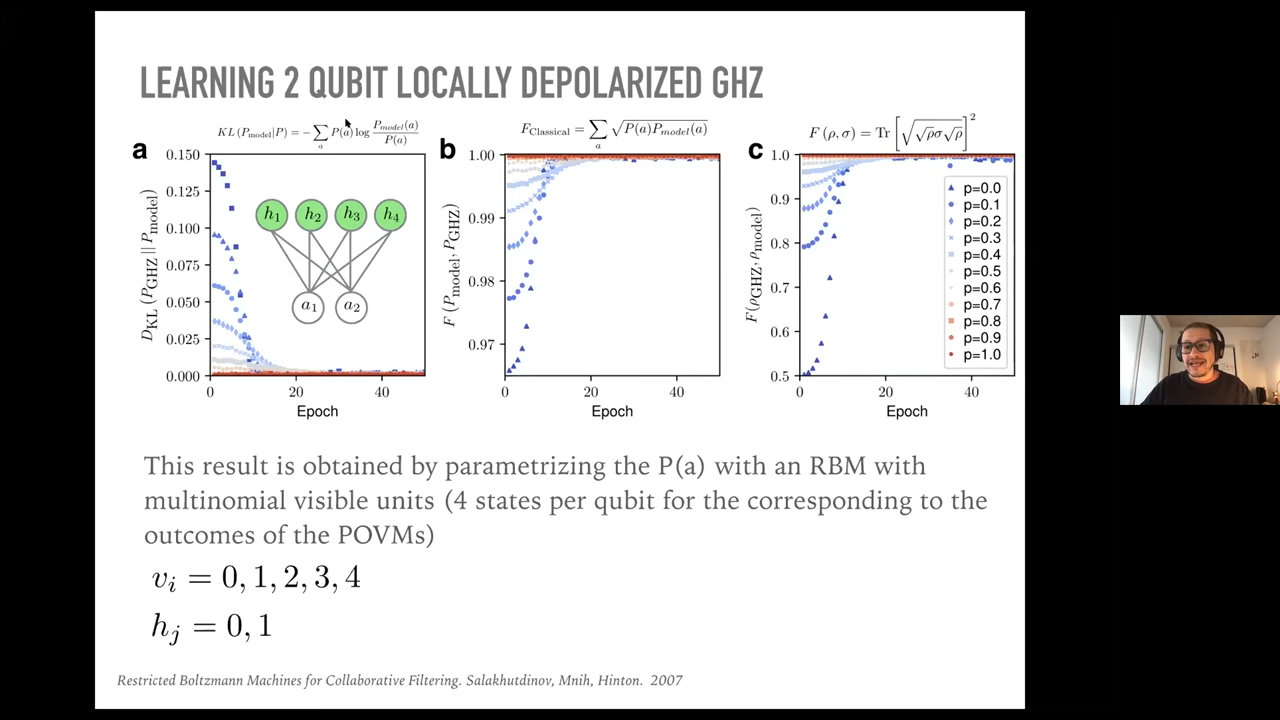 LEARNING 2 QUBIT LOCALLY DEPOLARIZED GHZ
KL (P_model|P) = − ∑_a P(a) log P_model(a)/P(a)
F_Classical = ∑_a √(P(a)P_model(a))
F (ρ, σ) = Tr [√(√ρσ√ρ)]²
a
b
c
0.150
0.125
0.100
0.075
0.050
0.025
0.000
D_KL (P_GHZ || P_model)
h₁ h₂ h₃ h₄
a₁ a₂
0 20 40
Epoch
1.00
0.99
0.98
0.97
F (P_model, P_GHZ)
0 20 40
Epoch
1.0
0.9
0.8
0.7
0.6
0.5
F(ρ_GHZ, ρ_model)
p=0.0
p=0.1
p=0.2
p=0.3
p=0.4
p=0.5
p=0.6
p=0.7
p=0.8
p=0.9
p=1.0
0 20 40
Epoch
This result is obtained by parametrizing the P(a) with an RBM with
multinomial visible units (4 states per qubit for the corresponding to the
outcomes of the POVMs)
v_i = 0, 1, 2, 3, 4
h_j = 0, 1
Restricted Boltzmann Machines for Collaborative Filtering. Salakhutdinov, Mnih, Hinton. 2007